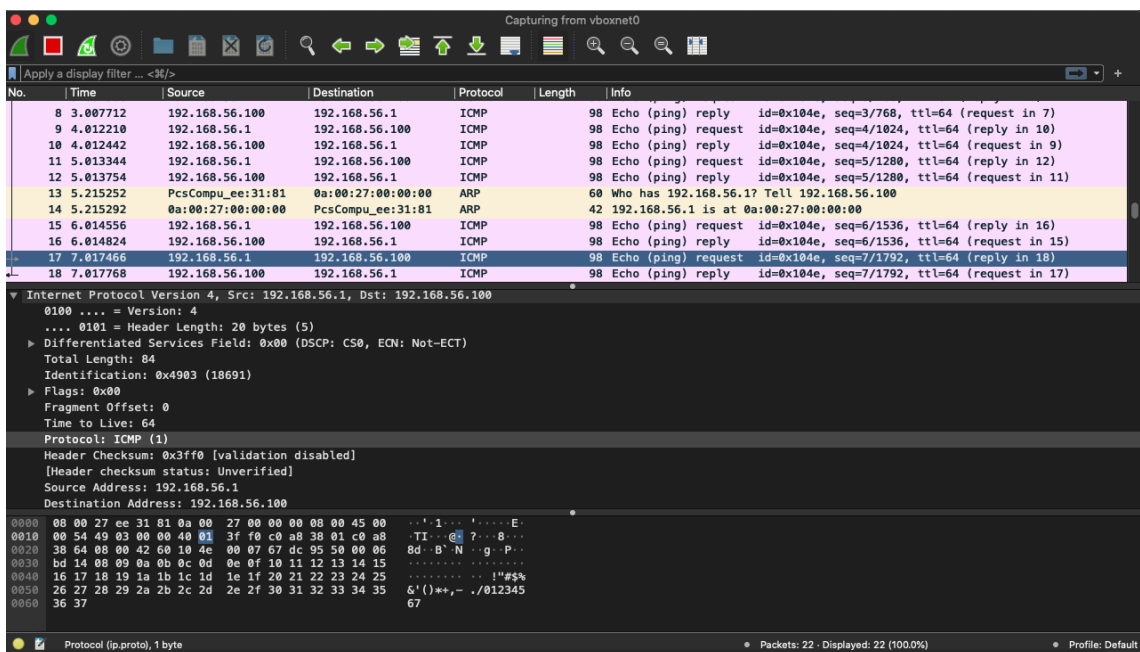 Capturing from vboxnet0
Apply a display filter ... <⌘/>
No. Time Source Destination Protocol Length Info
8 3.007712 192.168.56.100 192.168.56.1 ICMP 98 Echo (ping) reply id=0x104e, seq=3/768, ttl=64 (request in 7)
9 4.012210 192.168.56.1 192.168.56.100 ICMP 98 Echo (ping) request id=0x104e, seq=4/1024, ttl=64 (reply in 10)
10 4.012442 192.168.56.100 192.168.56.1 ICMP 98 Echo (ping) reply id=0x104e, seq=4/1024, ttl=64 (request in 9)
11 5.013344 192.168.56.1 192.168.56.100 ICMP 98 Echo (ping) request id=0x104e, seq=5/1280, ttl=64 (reply in 12)
12 5.013754 192.168.56.100 192.168.56.1 ICMP 98 Echo (ping) reply id=0x104e, seq=5/1280, ttl=64 (request in 11)
13 5.215252 PcsCompu_ee:31:81 0a:00:27:00:00:00 ARP 60 Who has 192.168.56.1? Tell 192.168.56.100
14 5.215292 0a:00:27:00:00:00 PcsCompu_ee:31:81 ARP 42 192.168.56.1 is at 0a:00:27:00:00:00
15 6.014556 192.168.56.1 192.168.56.100 ICMP 98 Echo (ping) request id=0x104e, seq=6/1536, ttl=64 (reply in 16)
16 6.014824 192.168.56.100 192.168.56.1 ICMP 98 Echo (ping) reply id=0x104e, seq=6/1536, ttl=64 (request in 15)
17 7.017466 192.168.56.1 192.168.56.100 ICMP 98 Echo (ping) request id=0x104e, seq=7/1792, ttl=64 (reply in 18)
18 7.017768 192.168.56.100 192.168.56.1 ICMP 98 Echo (ping) reply id=0x104e, seq=7/1792, ttl=64 (request in 17)
Internet Protocol Version 4, Src: 192.168.56.1, Dst: 192.168.56.100
0100 .... = Version: 4
.... 0101 = Header Length: 20 bytes (5)
Differentiated Services Field: 0x00 (DSCP: CS0, ECN: Not-ECT)
Total Length: 84
Identification: 0x4903 (18691)
Flags: 0x00
Fragment Offset: 0
Time to Live: 64
Protocol: ICMP (1)
Header Checksum: 0x3ff0 [validation disabled]
[Header checksum status: Unverified]
Source Address: 192.168.56.1
Destination Address: 192.168.56.100
0000 08 00 27 ee 31 81 0a 00 27 00 00 00 08 00 45 00 ··'·1··· '·····E·
0010 00 54 49 03 00 00 40 01 3f f0 c0 a8 38 01 c0 a8 ·TI···@· ?···8···
0020 38 64 08 00 42 60 10 4e 00 07 67 dc 95 50 00 06 8d··B`·N ··g··P··
0030 bd 14 08 09 0a 0b 0c 0d 0e 0f 10 11 12 13 14 15 ········ ········
0040 16 17 18 19 1a 1b 1c 1d 1e 1f 20 21 22 23 24 25 ········ ·· !"#$%
0050 26 27 28 29 2a 2b 2c 2d 2e 2f 30 31 32 33 34 35 &'()*+,- ./012345
0060 36 37 67
Protocol (ip.proto), 1 byte Packets: 22 · Displayed: 22 (100.0%) Profile: Default